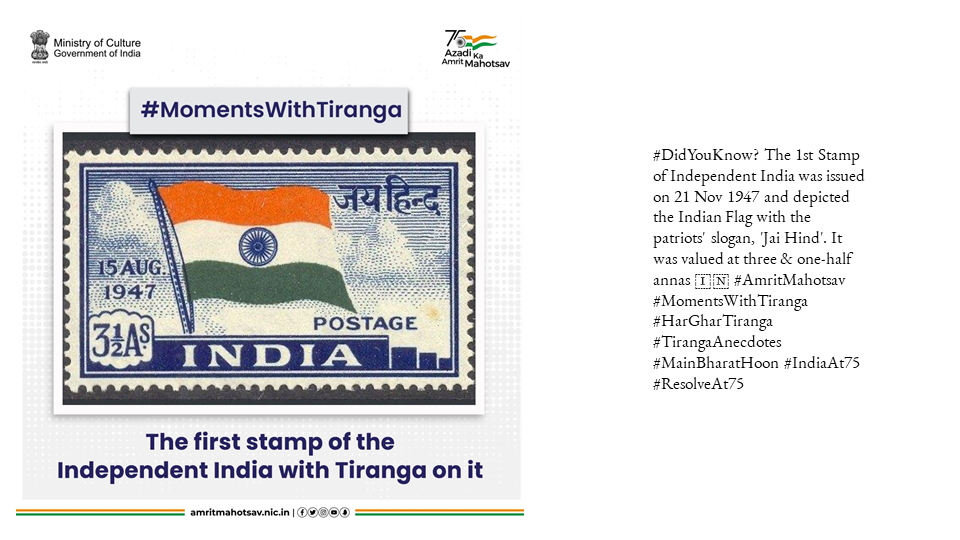 Ministry of Culture
Government of India
75
Azadi Ka
Amrit Mahotsav
#MomentsWithTiranga
जय हिन्द
15 AUG.
1947
3½As.
POSTAGE
INDIA
The first stamp of the
Independent India with Tiranga on it
amritmahotsav.nic.in |
#DidYouKnow? The 1st Stamp
of Independent India was issued
on 21 Nov 1947 and depicted
the Indian Flag with the
patriots' slogan, 'Jai Hind'. It
was valued at three & one-half
annas 🇮🇳 #AmritMahotsav
#MomentsWithTiranga
#HarGharTiranga
#TirangaAnecdotes
#MainBharatHoon #IndiaAt75
#ResolveAt75